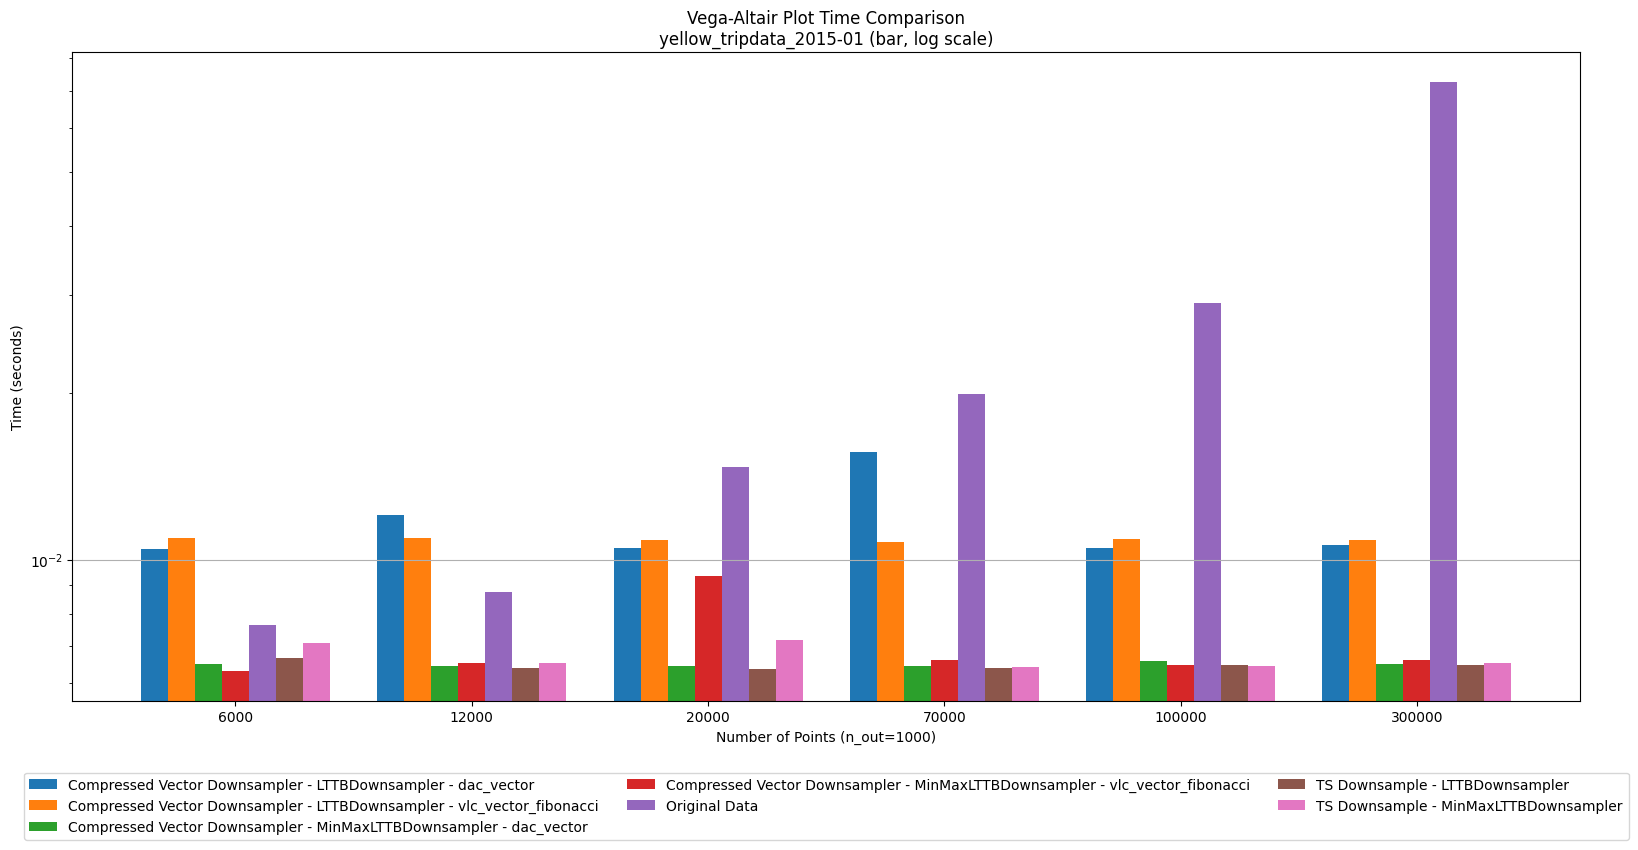 Vega-Altair Plot Time Comparison
yellow_tripdata_2015-01 (bar, log scale)
Time (seconds)
10⁻²
6000 12000 20000 70000 100000 300000
Number of Points (n_out=1000)
Compressed Vector Downsampler - LTTBDownsampler - dac_vector
Compressed Vector Downsampler - LTTBDownsampler - vlc_vector_fibonacci
Compressed Vector Downsampler - MinMaxLTTBDownsampler - dac_vector
Compressed Vector Downsampler - MinMaxLTTBDownsampler - vlc_vector_fibonacci
Original Data
TS Downsample - LTTBDownsampler
TS Downsample - MinMaxLTTBDownsampler